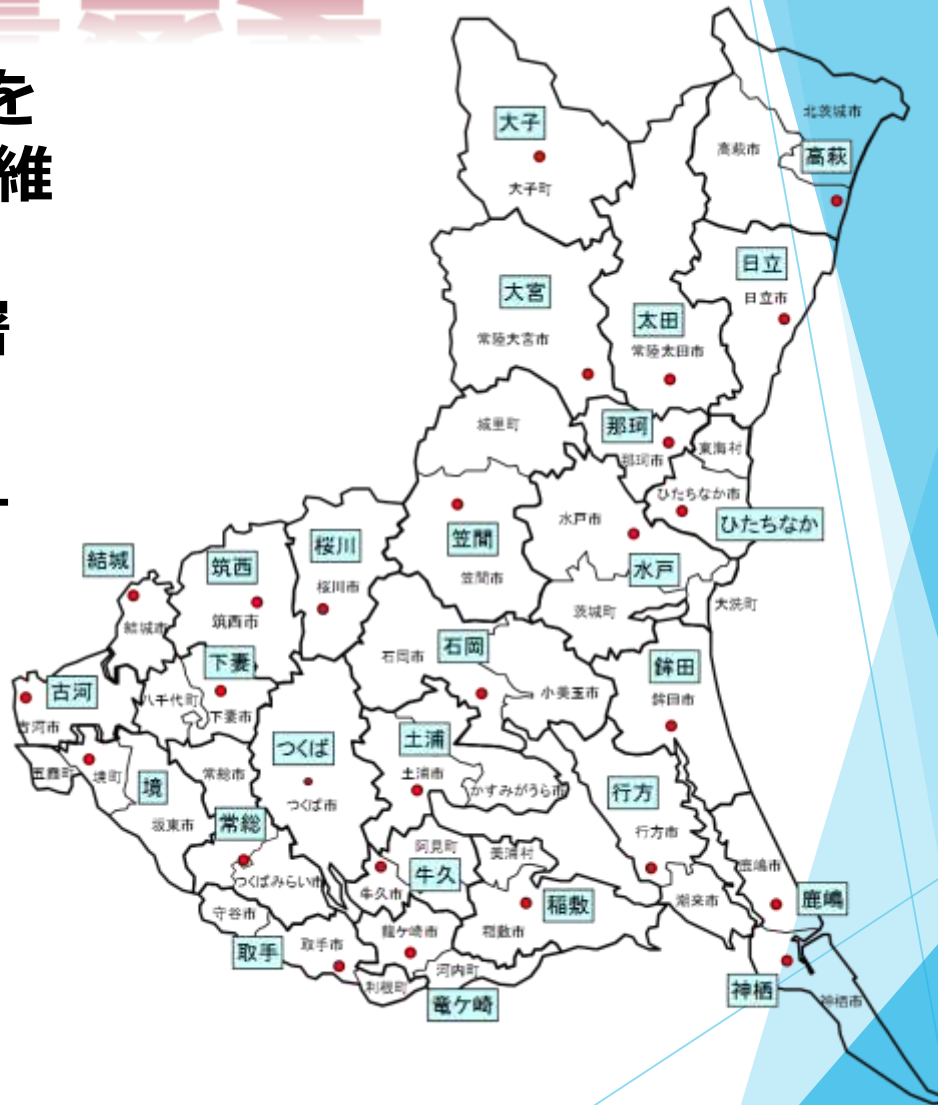 を
維
署
北茨城市
大子
高萩市
高萩
大子町
日立
大宮
日立市
太田
常陸大宮市
常陸太田市
城里町
那珂
東海村
那珂市
ひたちなか市
水戸市
ひたちなか
笠間
桜川
結城
筑西
水戸
笠間市
桜川市
茨城町
大洗町
筑西市
結城市
石岡
石岡市
下妻
鉾田
古河
小美玉市
八千代町
鉾田市
下妻市
古河市
土浦
つくば
五霞町
境町
常総市
土浦市
境
かすみがうら市
行方
つくば市
坂東市
常総
行方市
阿見町
美浦村
鹿嶋市
牛久
つくばみらい市
牛久市
潮来市
鹿嶋
稲敷
守谷市
龍ケ崎市
稲敷市
取手市
取手
河内町
利根町
神栖
竜ケ崎
神栖市